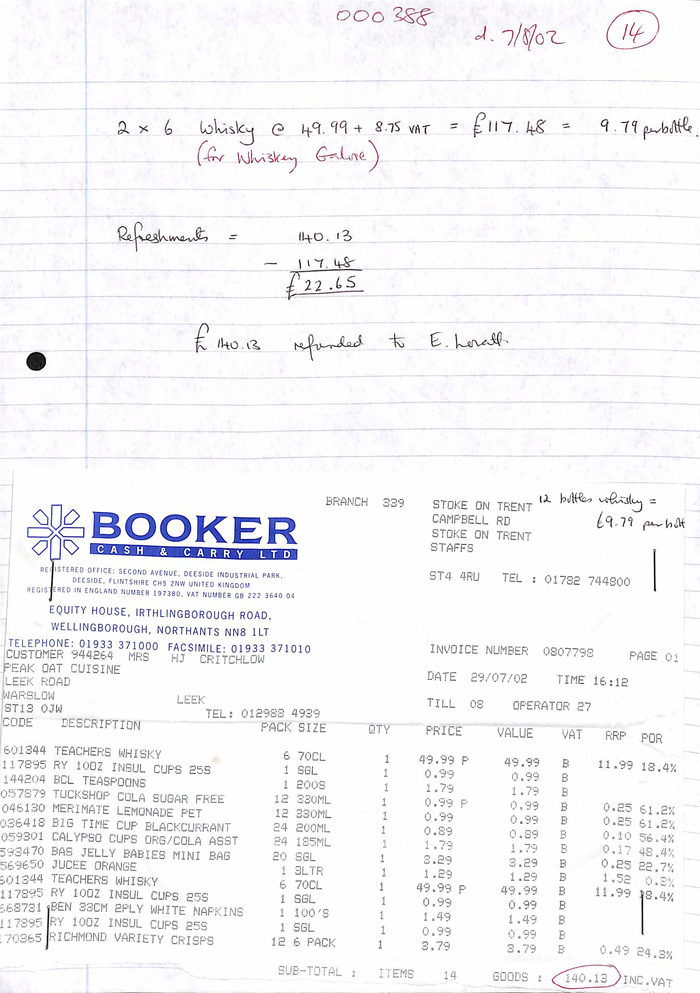 000388
d. 7/8/02
14
2 x 6 Whisky @ 49.99 + 8.75 VAT = £117.48 = 9.79 per bottle.
(for Whiskey Galore)
Refreshments = 140.13
- 117.48
£22.65
£140.13 refunded to E. Lovatt.
12 bottles whisky =
£9.79 per bott
BOOKER
CASH & CARRY LTD
REGISTERED OFFICE: SECOND AVENUE, DEESIDE INDUSTRIAL PARK,
DEESIDE, FLINTSHIRE CH5 2NW UNITED KINGDOM
REGISTERED IN ENGLAND NUMBER 197380, VAT NUMBER GB 222 3640 04
EQUITY HOUSE, IRTHLINGBOROUGH ROAD,
WELLINGBOROUGH, NORTHANTS NN8 1LT
TELEPHONE: 01933 371000 FACSIMILE: 01933 371010
BRANCH 339 STOKE ON TRENT
CAMPBELL RD
STOKE ON TRENT
STAFFS
ST4 4RU TEL : 01782 744800
CUSTOMER 944264 MRS HJ CRITCHLOW
PEAK OAT CUISINE
LEEK ROAD
WARSLOW LEEK
ST13 0JW TEL: 012988 4939
INVOICE NUMBER 0807798 PAGE 01
DATE 29/07/02 TIME 16:12
TILL 08 OPERATOR 27
CODE DESCRIPTION PACK SIZE QTY PRICE VALUE VAT RRP POR
601344 TEACHERS WHISKY 6 70CL 1 49.99 P 49.99 B 11.99 18.4%
117895 RY 10OZ INSUL CUPS 25S 1 SGL 1 0.99 0.99 B
144204 BCL TEASPOONS 1 200S 1 1.79 1.79 B
057879 TUCKSHOP COLA SUGAR FREE 12 330ML 1 0.99 P 0.99 B 0.25 61.2%
046130 MERIMATE LEMONADE PET 12 330ML 1 0.99 0.99 B 0.25 61.2%
036418 BIG TIME CUP BLACKCURRANT 24 200ML 1 0.89 0.89 B 0.10 56.4%
059301 CALYPSO CUPS ORG/COLA ASST 24 185ML 1 1.79 1.79 B 0.17 48.4%
593470 BAS JELLY BABIES MINI BAG 20 SGL 1 3.29 3.29 B 0.25 22.7%
569650 JUCEE ORANGE 1 3LTR 1 1.29 1.29 B 1.52
601344 TEACHERS WHISKY 6 70CL 1 49.99 P 49.99 B 11.99 18.4%
117895 RY 10OZ INSUL CUPS 25S 1 SGL 1 0.99 0.99 B
668731 BEN 33CM 2PLY WHITE NAPKINS 1 100'S 1 1.49 1.49 B
117895 RY 10OZ INSUL CUPS 25S 1 SGL 1 0.99 0.99 B
170365 RICHMOND VARIETY CRISPS 12 6 PACK 1 3.79 3.79 B 0.49 24.3%
SUB-TOTAL : ITEMS 14 GOODS : 140.13 INC.VAT